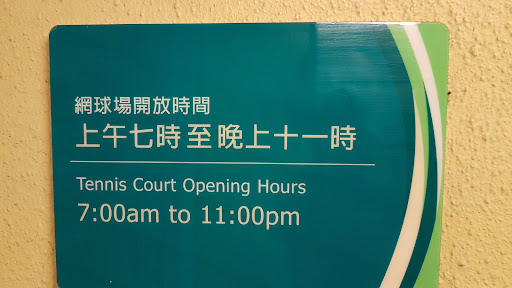 網球場開放時間
上午七時至晚上十一時
Tennis Court Opening Hours
7:00am to 11:00pm